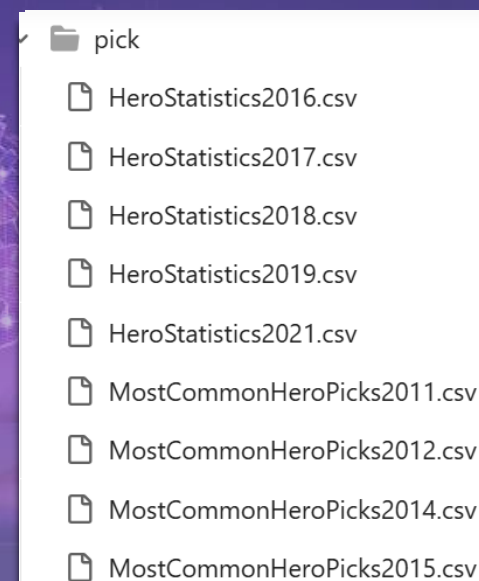 pick
HeroStatistics2016.csv
HeroStatistics2017.csv
HeroStatistics2018.csv
HeroStatistics2019.csv
HeroStatistics2021.csv
MostCommonHeroPicks2011.csv
MostCommonHeroPicks2012.csv
MostCommonHeroPicks2014.csv
MostCommonHeroPicks2015.csv